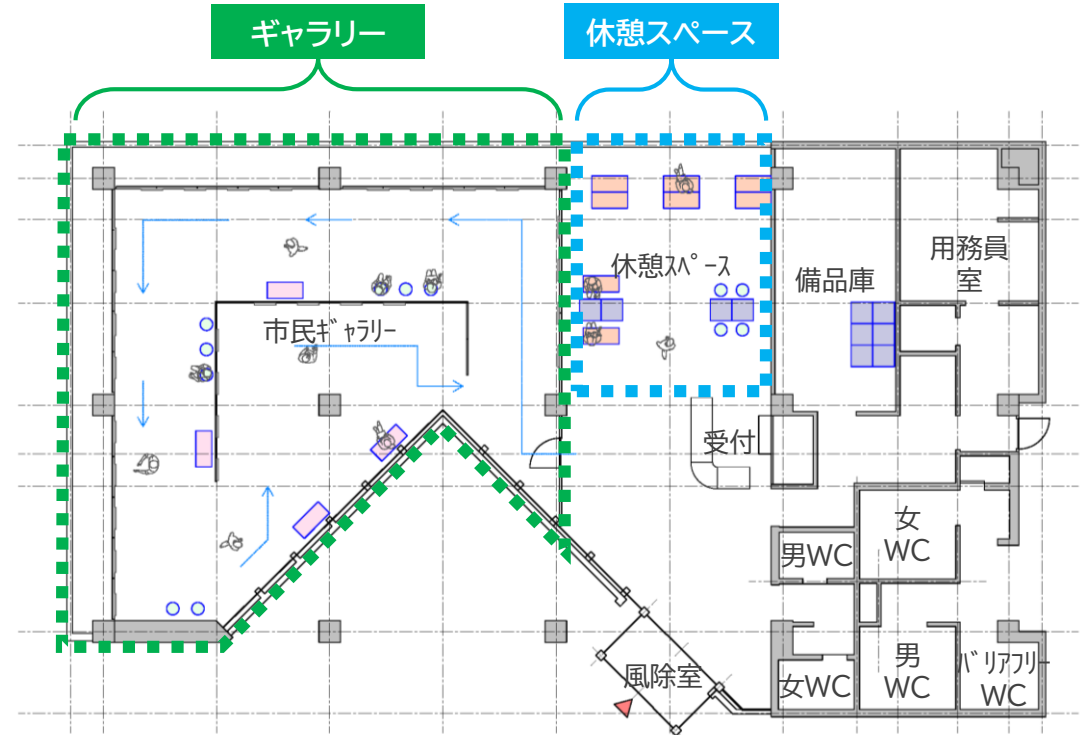 ギャラリー
休憩スペース
休憩ｽﾍﾟｰｽ
備品庫
用務員
室
市民ｷﾞｬﾗﾘｰ
受付
女
WC
男WC
風除室
女WC
男
WC
ﾊﾞﾘｱﾌﾘｰ
WC